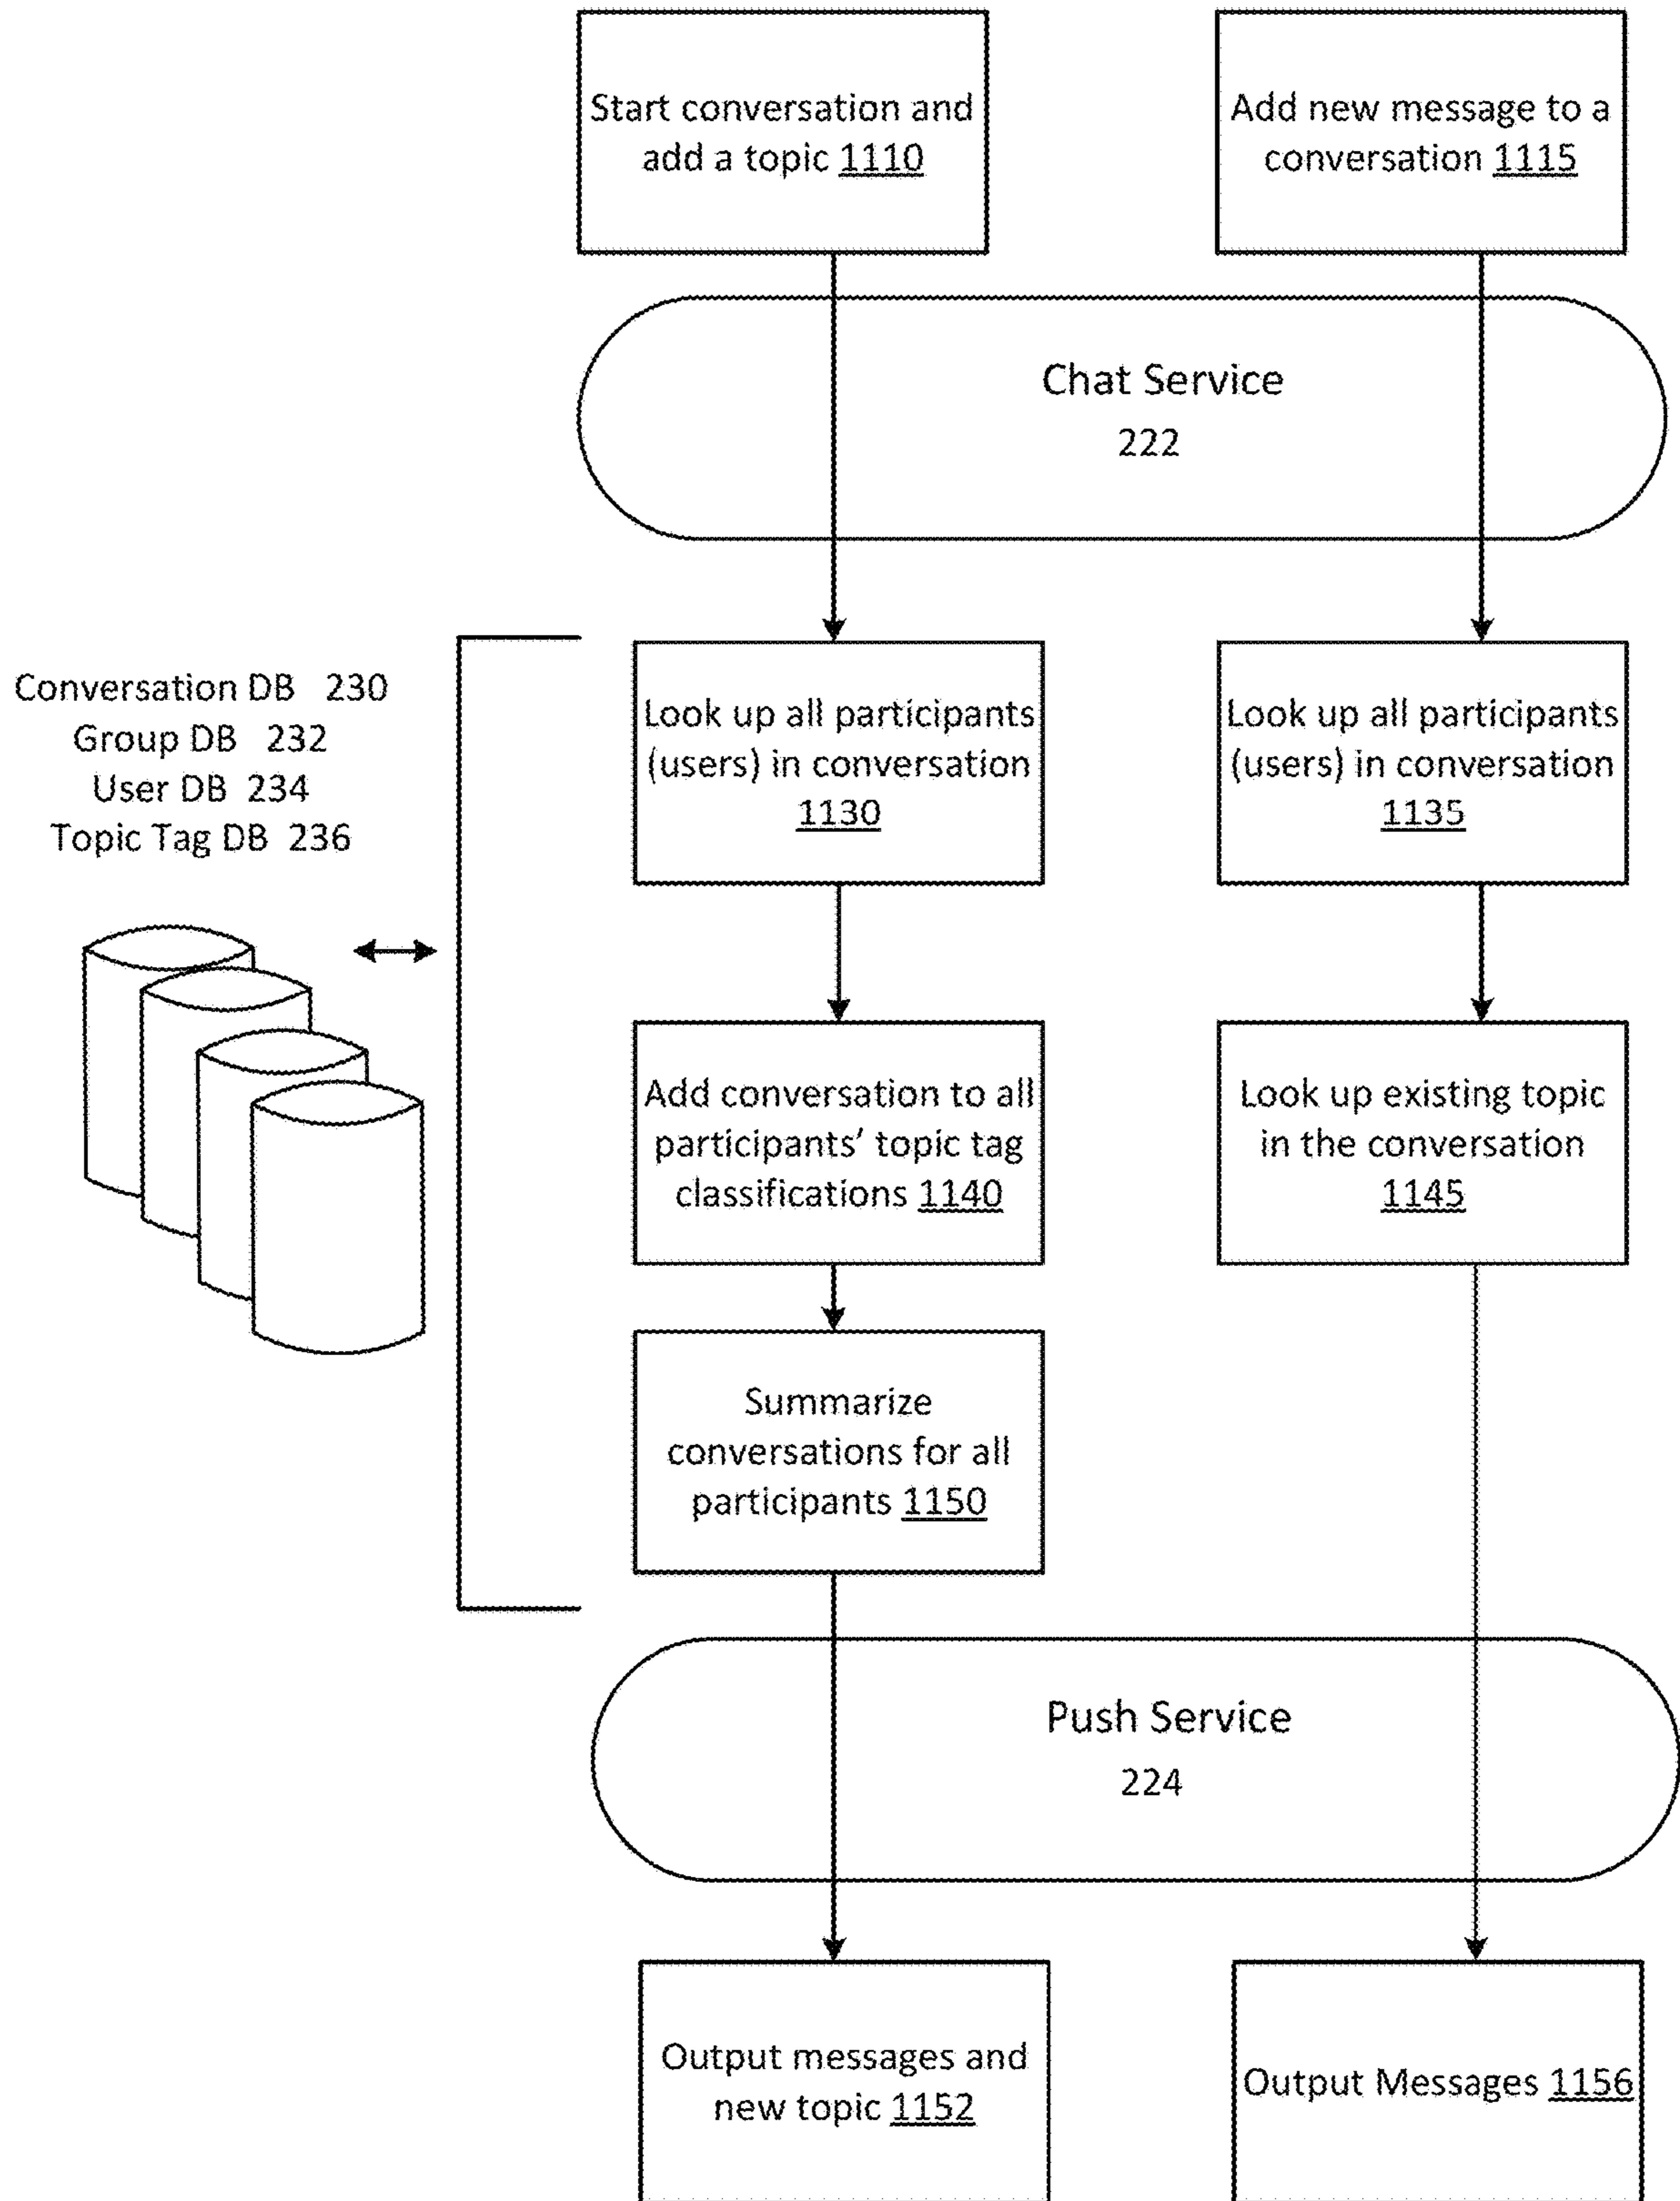 Start conversation and
add a topic 1110
Add new message to a
conversation 1115
Chat Service
222
Conversation DB 230
Group DB 232
User DB 234
Topic Tag DB 236
Look up all participants
(users) in conversation
1130
Look up all participants
(users) in conversation
1135
Add conversation to all
participants' topic tag
classifications 1140
Look up existing topic
in the conversation
1145
Summarize
conversations for all
participants 1150
Push Service
224
Output messages and
new topic 1152
Output Messages 1156